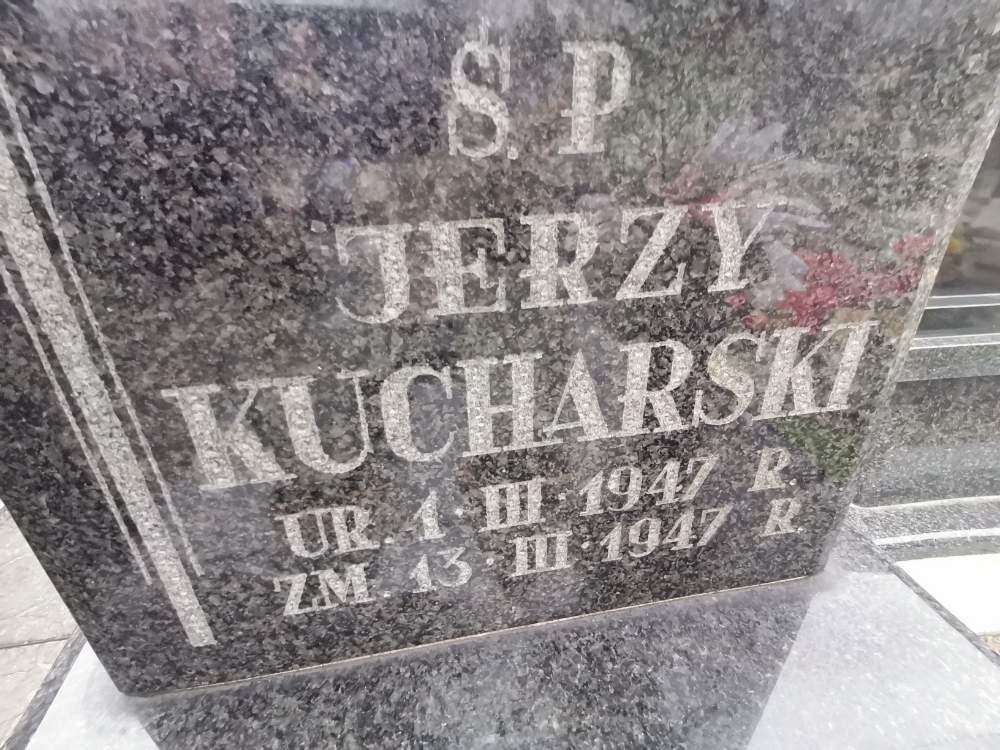 Ś. P
JERZY
KUCHARSKI
UR. 1 · III · 1947 R.
ZM. 13 · III · 1947 R